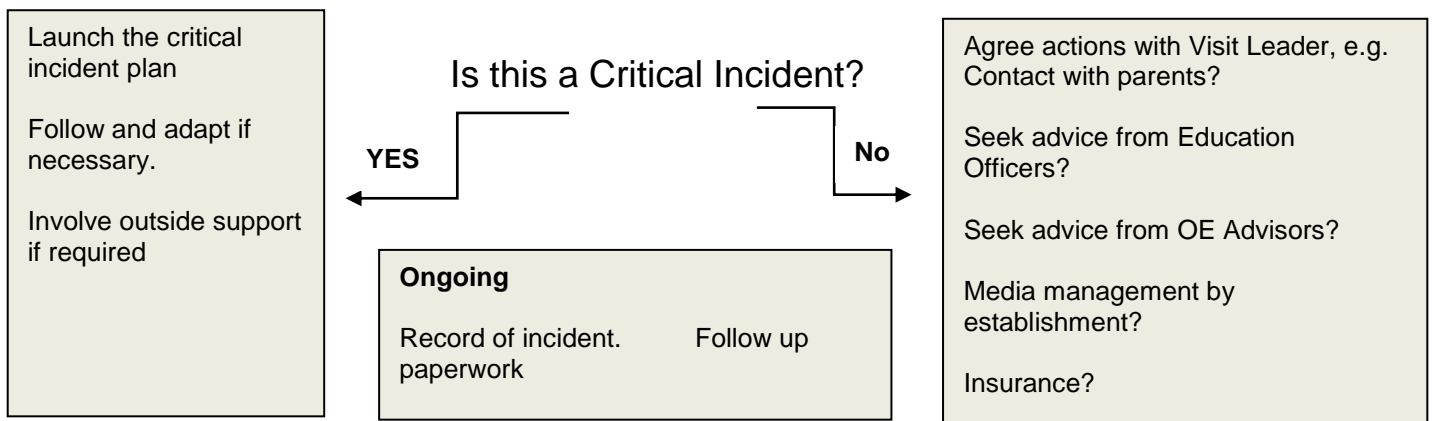 Launch the critical
incident plan
Follow and adapt if
necessary.
Involve outside support
if required
Is this a Critical Incident?
YES
No
Ongoing
Record of incident. Follow up
paperwork
Agree actions with Visit Leader, e.g.
Contact with parents?
Seek advice from Education
Officers?
Seek advice from OE Advisors?
Media management by
establishment?
Insurance?